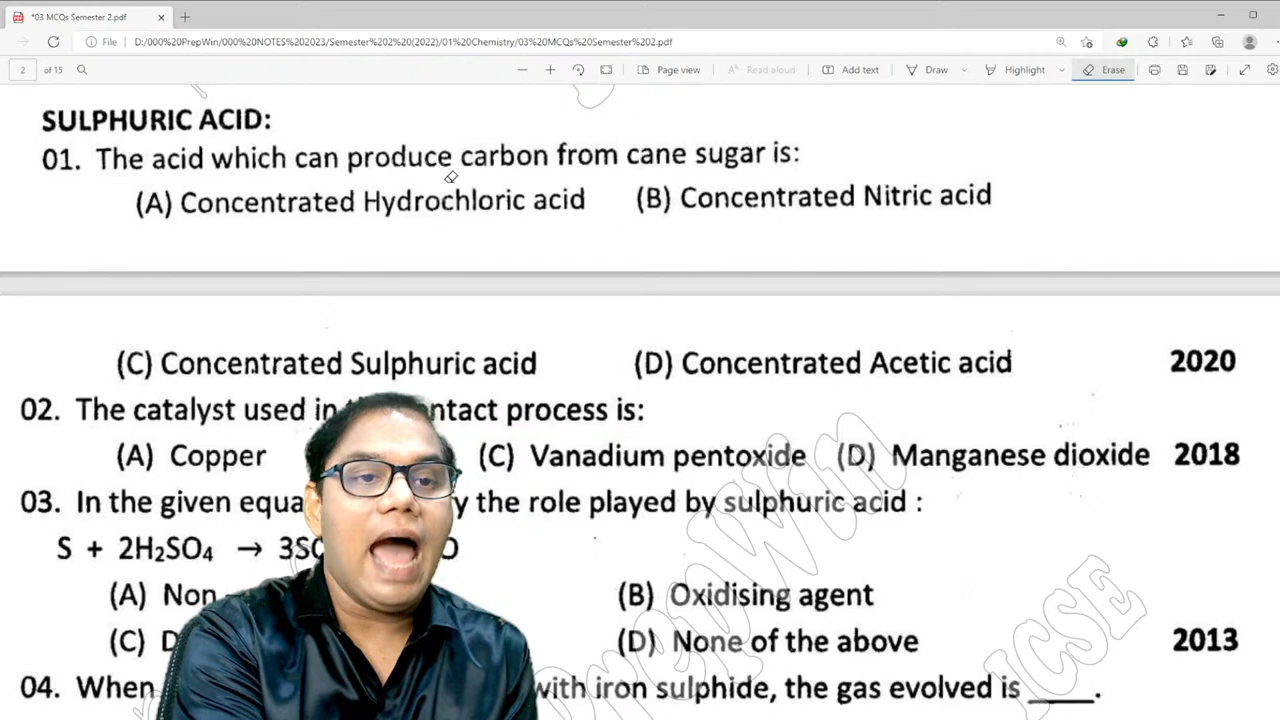 *03 MCQs Semester 2.pdf
File D:/000%20PrepWin/000%20NOTES%202023/Semester%202%20(2022)/01%20Chemistry/03%20MCQs%20Semester%202.pdf
2 of 15 Page view Read aloud Add text Draw Highlight Erase
SULPHURIC ACID:
01. The acid which can produce carbon from cane sugar is:
(A) Concentrated Hydrochloric acid (B) Concentrated Nitric acid
(C) Concentrated Sulphuric acid (D) Concentrated Acetic acid 2020
02. The catalyst used in contact process is:
(A) Copper (C) Vanadium pentoxide (D) Manganese dioxide 2018
03. In the given the role played by sulphuric acid :
S + 2H₂SO₄ →
(A) Non (B) Oxidising agent
(C) (D) None of the above 2013
04. When with iron sulphide, the gas evolved is ____.
PrepWin
ICSE